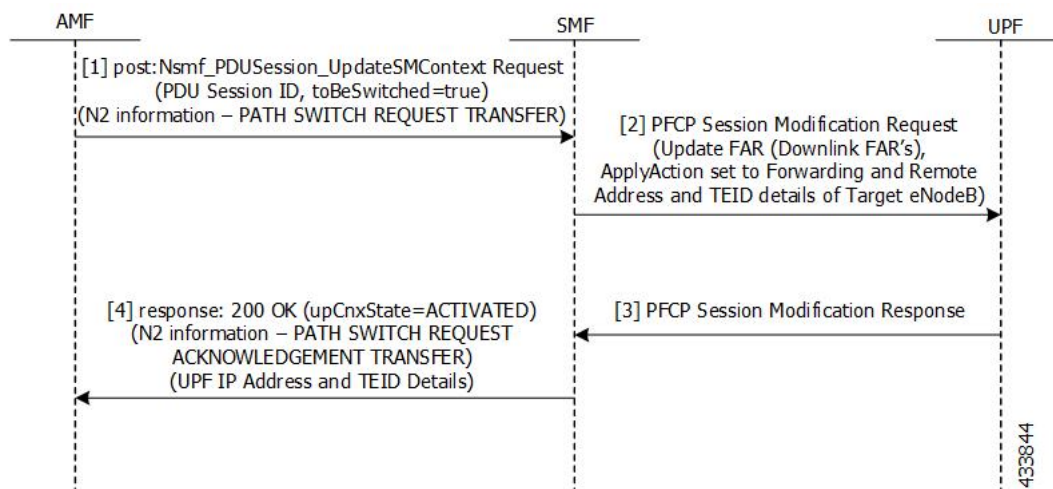 AMF
SMF
UPF
[1] post:Nsmf_PDUSession_UpdateSMContext Request
(PDU Session ID, toBeSwitched=true)
(N2 information – PATH SWITCH REQUEST TRANSFER)
[2] PFCP Session Modification Request
(Update FAR (Downlink FAR's),
ApplyAction set to Forwarding and Remote
Address and TEID details of Target eNodeB)
[3] PFCP Session Modification Response
[4] response: 200 OK (upCnxState=ACTIVATED)
(N2 information – PATH SWITCH REQUEST
ACKNOWLEDGEMENT TRANSFER)
(UPF IP Address and TEID Details)
433844